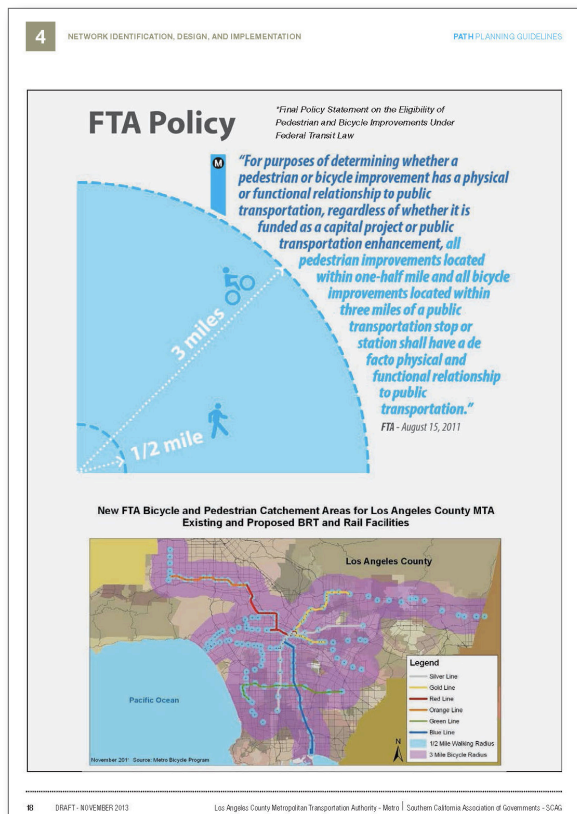 4
NETWORK IDENTIFICATION, DESIGN, AND IMPLEMENTATION
PATH PLANNING GUIDELINES
FTA Policy
*Final Policy Statement on the Eligibility of
Pedestrian and Bicycle Improvements Under
Federal Transit Law
M
"For purposes of determining whether a
pedestrian or bicycle improvement has a physical
or functional relationship to public
transportation, regardless of whether it is
funded as a capital project or public
transportation enhancement, all
pedestrian improvements located
within one-half mile and all bicycle
improvements located within
three miles of a public
transportation stop or
station shall have a de
facto physical and
functional relationship
to public
transportation."
FTA - August 15, 2011
3 miles
1/2 mile
New FTA Bicycle and Pedestrian Catchement Areas for Los Angeles County MTA
Existing and Proposed BRT and Rail Facilities
Los Angeles County
Pacific Ocean
Legend
Silver Line
Gold Line
Red Line
Orange Line
Green Line
Blue Line
1/2 Mile Walking Radius
3 Mile Bicycle Radius
N
November 2011 Source: Metro Bicycle Program
18 DRAFT - NOVEMBER 2013
Los Angeles County Metropolitan Transportation Authority - Metro | Southern California Association of Governments - SCAG